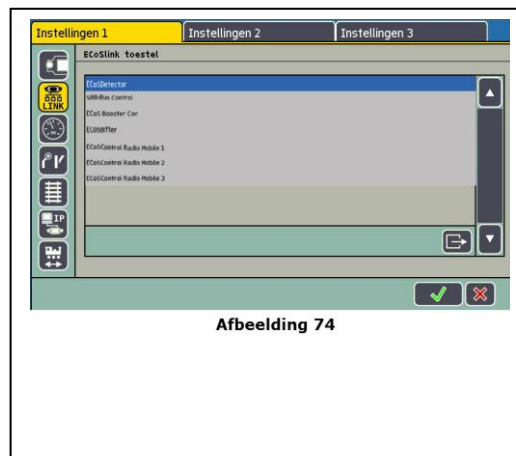 Instellingen 1
Instellingen 2
Instellingen 3
ECoSlink toestel
ECoSDetector
S88-Bus Control
ECoS Booster Can
ECoSniffer
ECoSControl Radio Mobile 1
ECoSControl Radio Mobile 2
ECoSControl Radio Mobile 3
LINK
IP
Afbeelding 74